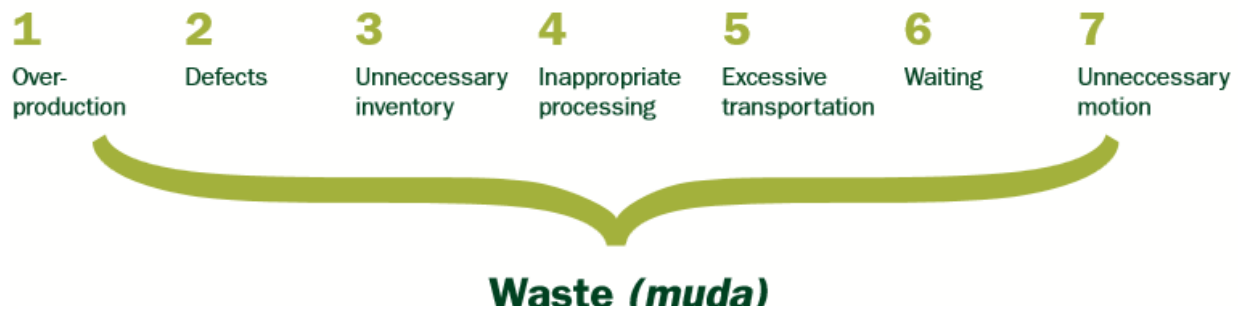 1 2 3 4 5 6 7
Over- Defects Unneccessary Inappropriate Excessive Waiting Unneccessary
production inventory processing transportation motion
Waste (muda)